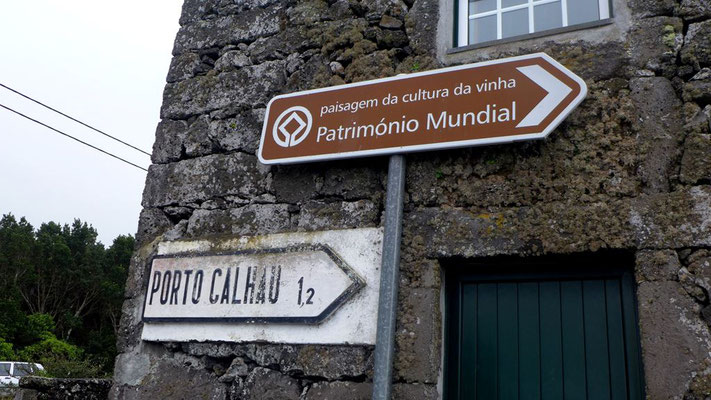 paisagem da cultura da vinha
Património Mundial
PORTO CALHAU 1,2